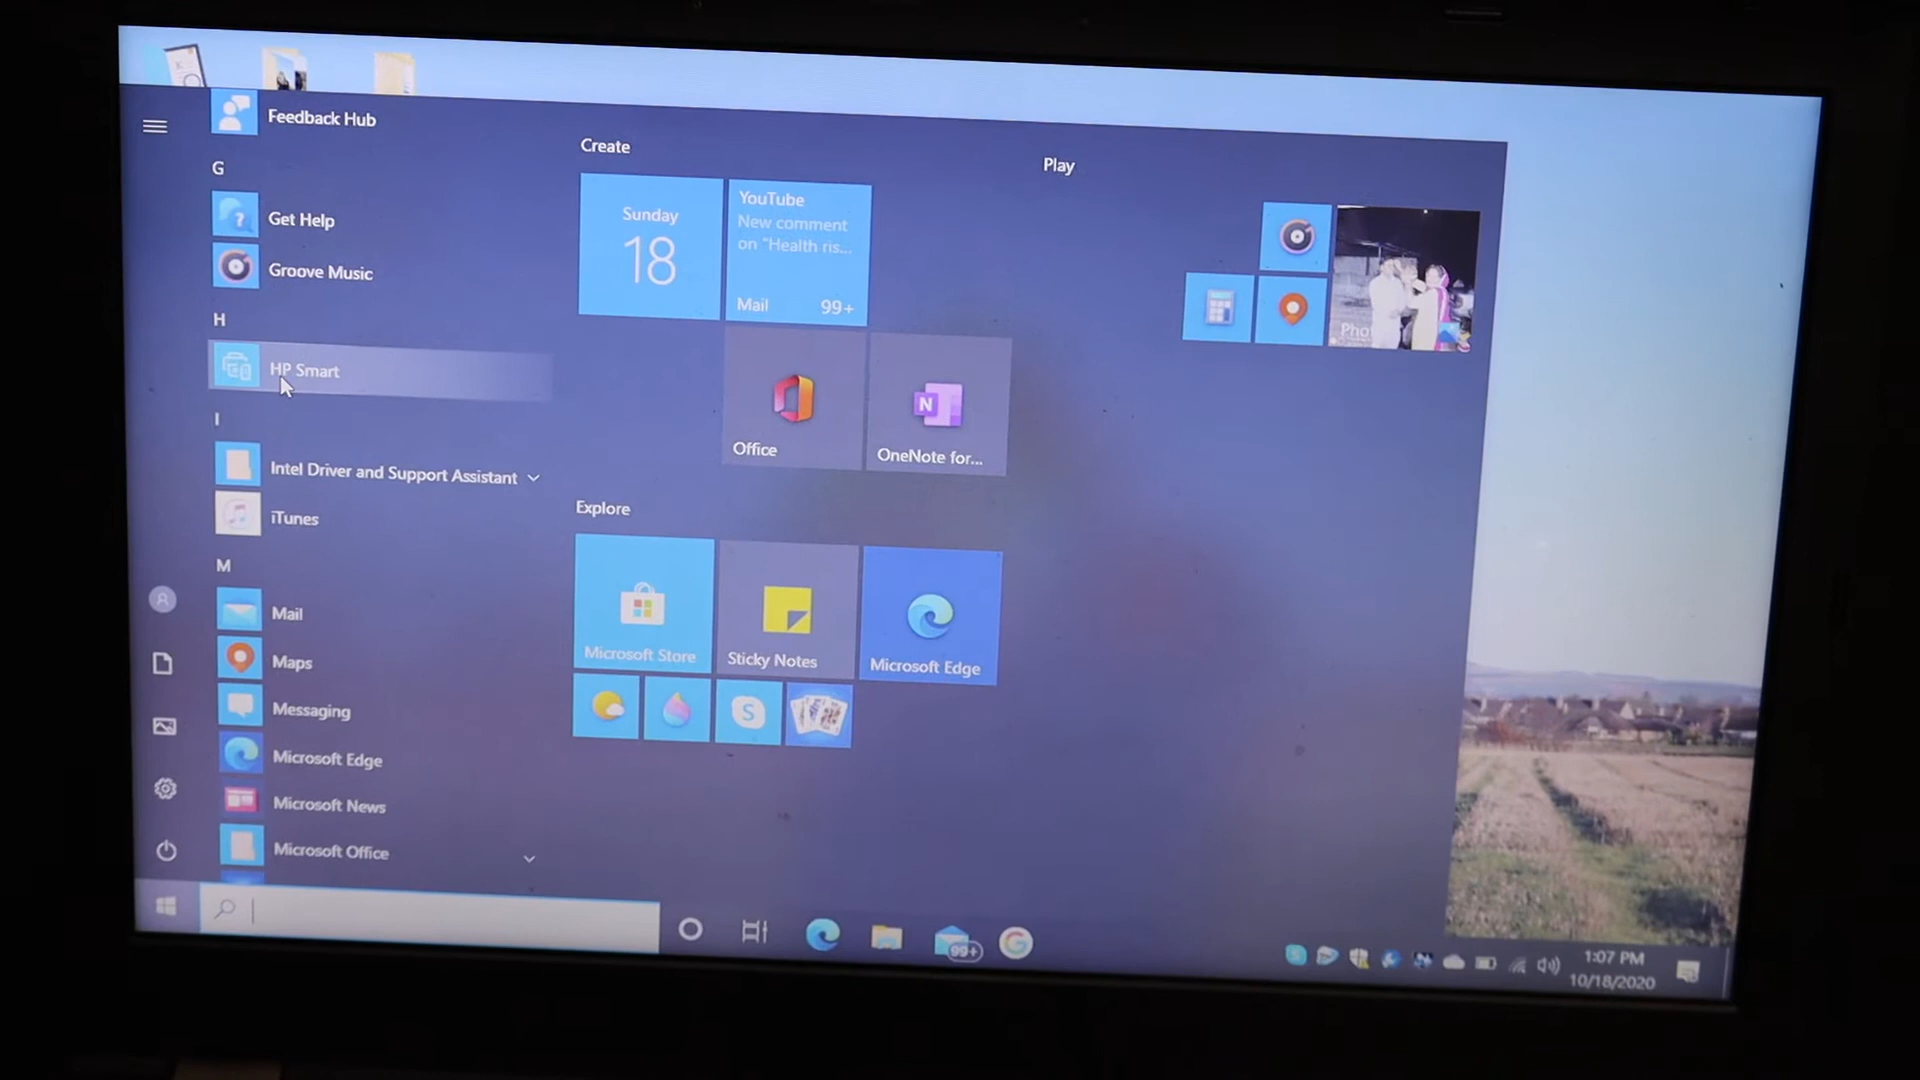 Feedback Hub
G
Get Help
Groove Music
H
HP Smart
I
Intel Driver and Support Assistant
iTunes
M
Mail
Maps
Messaging
Microsoft Edge
Microsoft News
Microsoft Office
Create
Sunday
18
YouTube
New comment
on "Health ris...
Mail 99+
Office
OneNote for...
Explore
Microsoft Store
Sticky Notes
Microsoft Edge
Play
99+
1:07 PM
10/18/2020